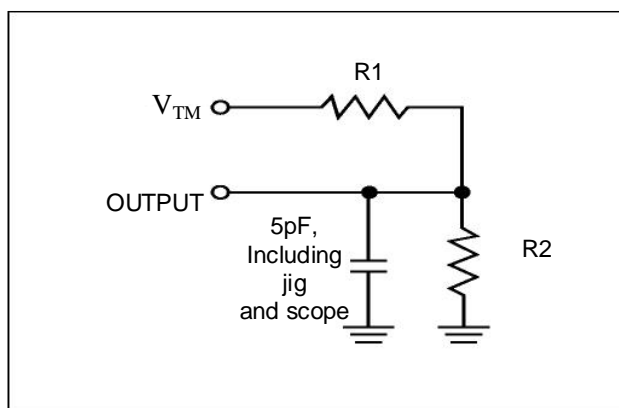 R1
VTM
OUTPUT
5pF,
Including
jig
and scope
R2